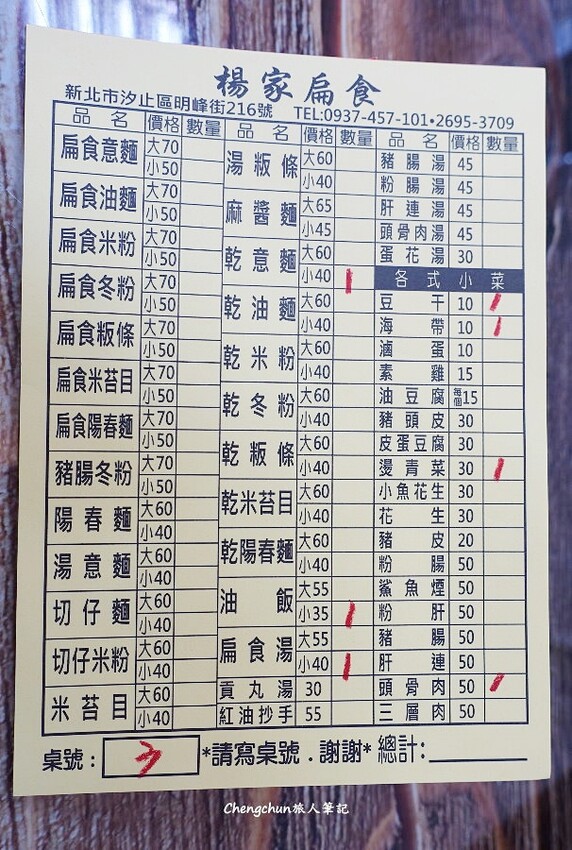 楊家扁食
新北市汐止區明峰街216號 TEL:0937-457-101•2695-3709
品名 價格 數量 品名 價格 數量 品名 價格 數量
扁食意麵 大70 小50
扁食油麵 大70 小50
扁食米粉 大70 小50
扁食冬粉 大70 小50
扁食粄條 大70 小50
扁食米苔目 大70 小50
扁食陽春麵 大70 小50
豬腸冬粉 大70 小50
陽春麵 大60 小40
湯意麵 大60 小40
切仔麵 大60 小40
切仔米粉 大60 小40
米苔目 大60 小40
湯粄條 大60 小40
麻醬麵 大65 小45
乾意麵 大60 小40 1
乾油麵 大60 小40
乾米粉 大60 小40
乾冬粉 大60 小40
乾粄條 大60 小40
乾米苔目 大60 小40
乾陽春麵 大60 小40
油飯 大55 小35 1
扁食湯 大55 小40 1
貢丸湯 30
紅油抄手 55
豬腸湯 45
粉腸湯 45
肝連湯 45
頭骨肉湯 45
蛋花湯 30
各式小菜
豆干 10 1
海帶 10 1
滷蛋 10
素雞 15
油豆腐 每個15
豬頭皮 30
皮蛋豆腐 30
燙青菜 30 1
小魚花生 30
花生 30
豬皮 20
粉腸 50
鯊魚煙 50
粉肝 50
豬腸 50
肝連 50
頭骨肉 50 1
三層肉 50
桌號: *請寫桌號.謝謝* 總計:
Chengchun旅人筆記